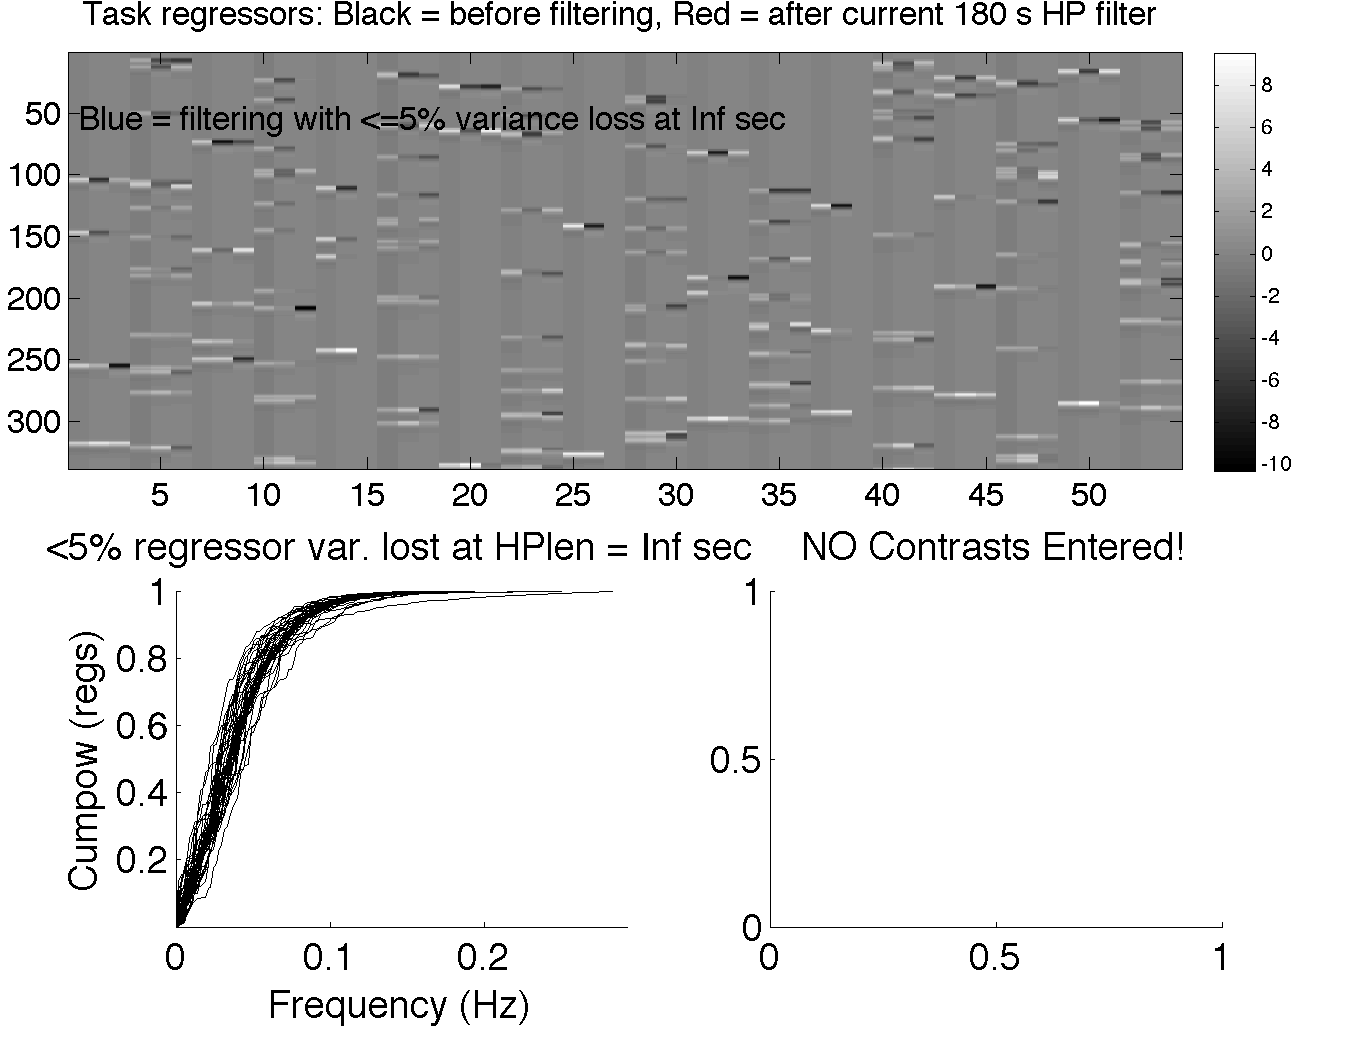 Task regressors: Black = before filtering, Red = after current 180 s HP filter
50
100
150
200
250
300
Blue = filtering with <=5% variance loss at Inf sec
8
6
4
2
0
-2
-4
-6
-8
-10
5 10 15 20 25 30 35 40 45 50
<5% regressor var. lost at HPlen = Inf sec
1
0.8
0.6
0.4
0.2
Cumpow (regs)
0 0.1 0.2
Frequency (Hz)
NO Contrasts Entered!
1
0.5
0
0 0.5 1